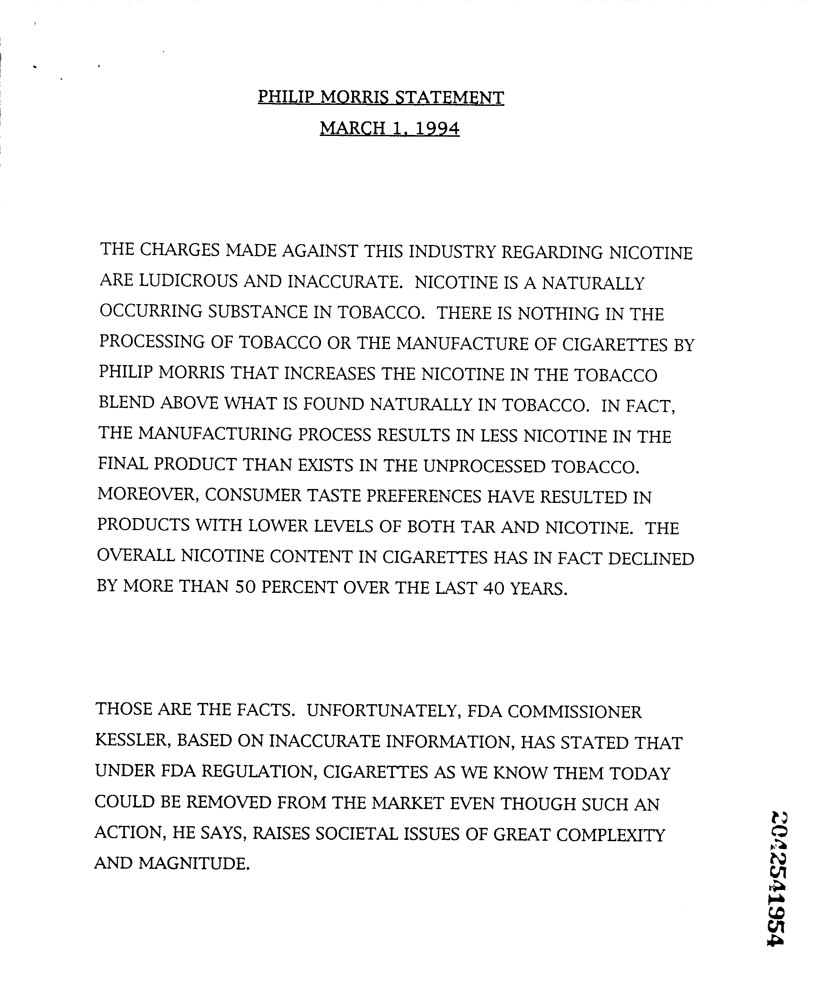 PHILIP MORRIS STATEMENT
MARCH 1, 1994
THE CHARGES MADE AGAINST THIS INDUSTRY REGARDING NICOTINE
ARE LUDICROUS AND INACCURATE.  NICOTINE IS A NATURALLY
OCCURRING SUBSTANCE IN TOBACCO.  THERE IS NOTHING IN THE
PROCESSING OF TOBACCO OR THE MANUFACTURE OF CIGARETTES BY
PHILIP MORRIS THAT INCREASES THE NICOTINE IN THE TOBACCO
BLEND ABOVE WHAT IS FOUND NATURALLY IN TOBACCO.  IN FACT,
THE MANUFACTURING PROCESS RESULTS IN LESS NICOTINE IN THE
FINAL PRODUCT THAN EXISTS IN THE UNPROCESSED TOBACCO.
MOREOVER, CONSUMER TASTE PREFERENCES HAVE RESULTED IN
PRODUCTS WITH LOWER LEVELS OF BOTH TAR AND NICOTINE.  THE
OVERALL NICOTINE CONTENT IN CIGARETTES HAS IN FACT DECLINED
BY MORE THAN 50 PERCENT OVER THE LAST 40 YEARS.
THOSE ARE THE FACTS.  UNFORTUNATELY, FDA COMMISSIONER
KESSLER, BASED ON INACCURATE INFORMATION, HAS STATED THAT
UNDER FDA REGULATION, CIGARETTES AS WE KNOW THEM TODAY
COULD BE REMOVED FROM THE MARKET EVEN THOUGH SUCH AN
ACTION, HE SAYS, RAISES SOCIETAL ISSUES OF GREAT COMPLEXITY
AND MAGNITUDE.
2042541954